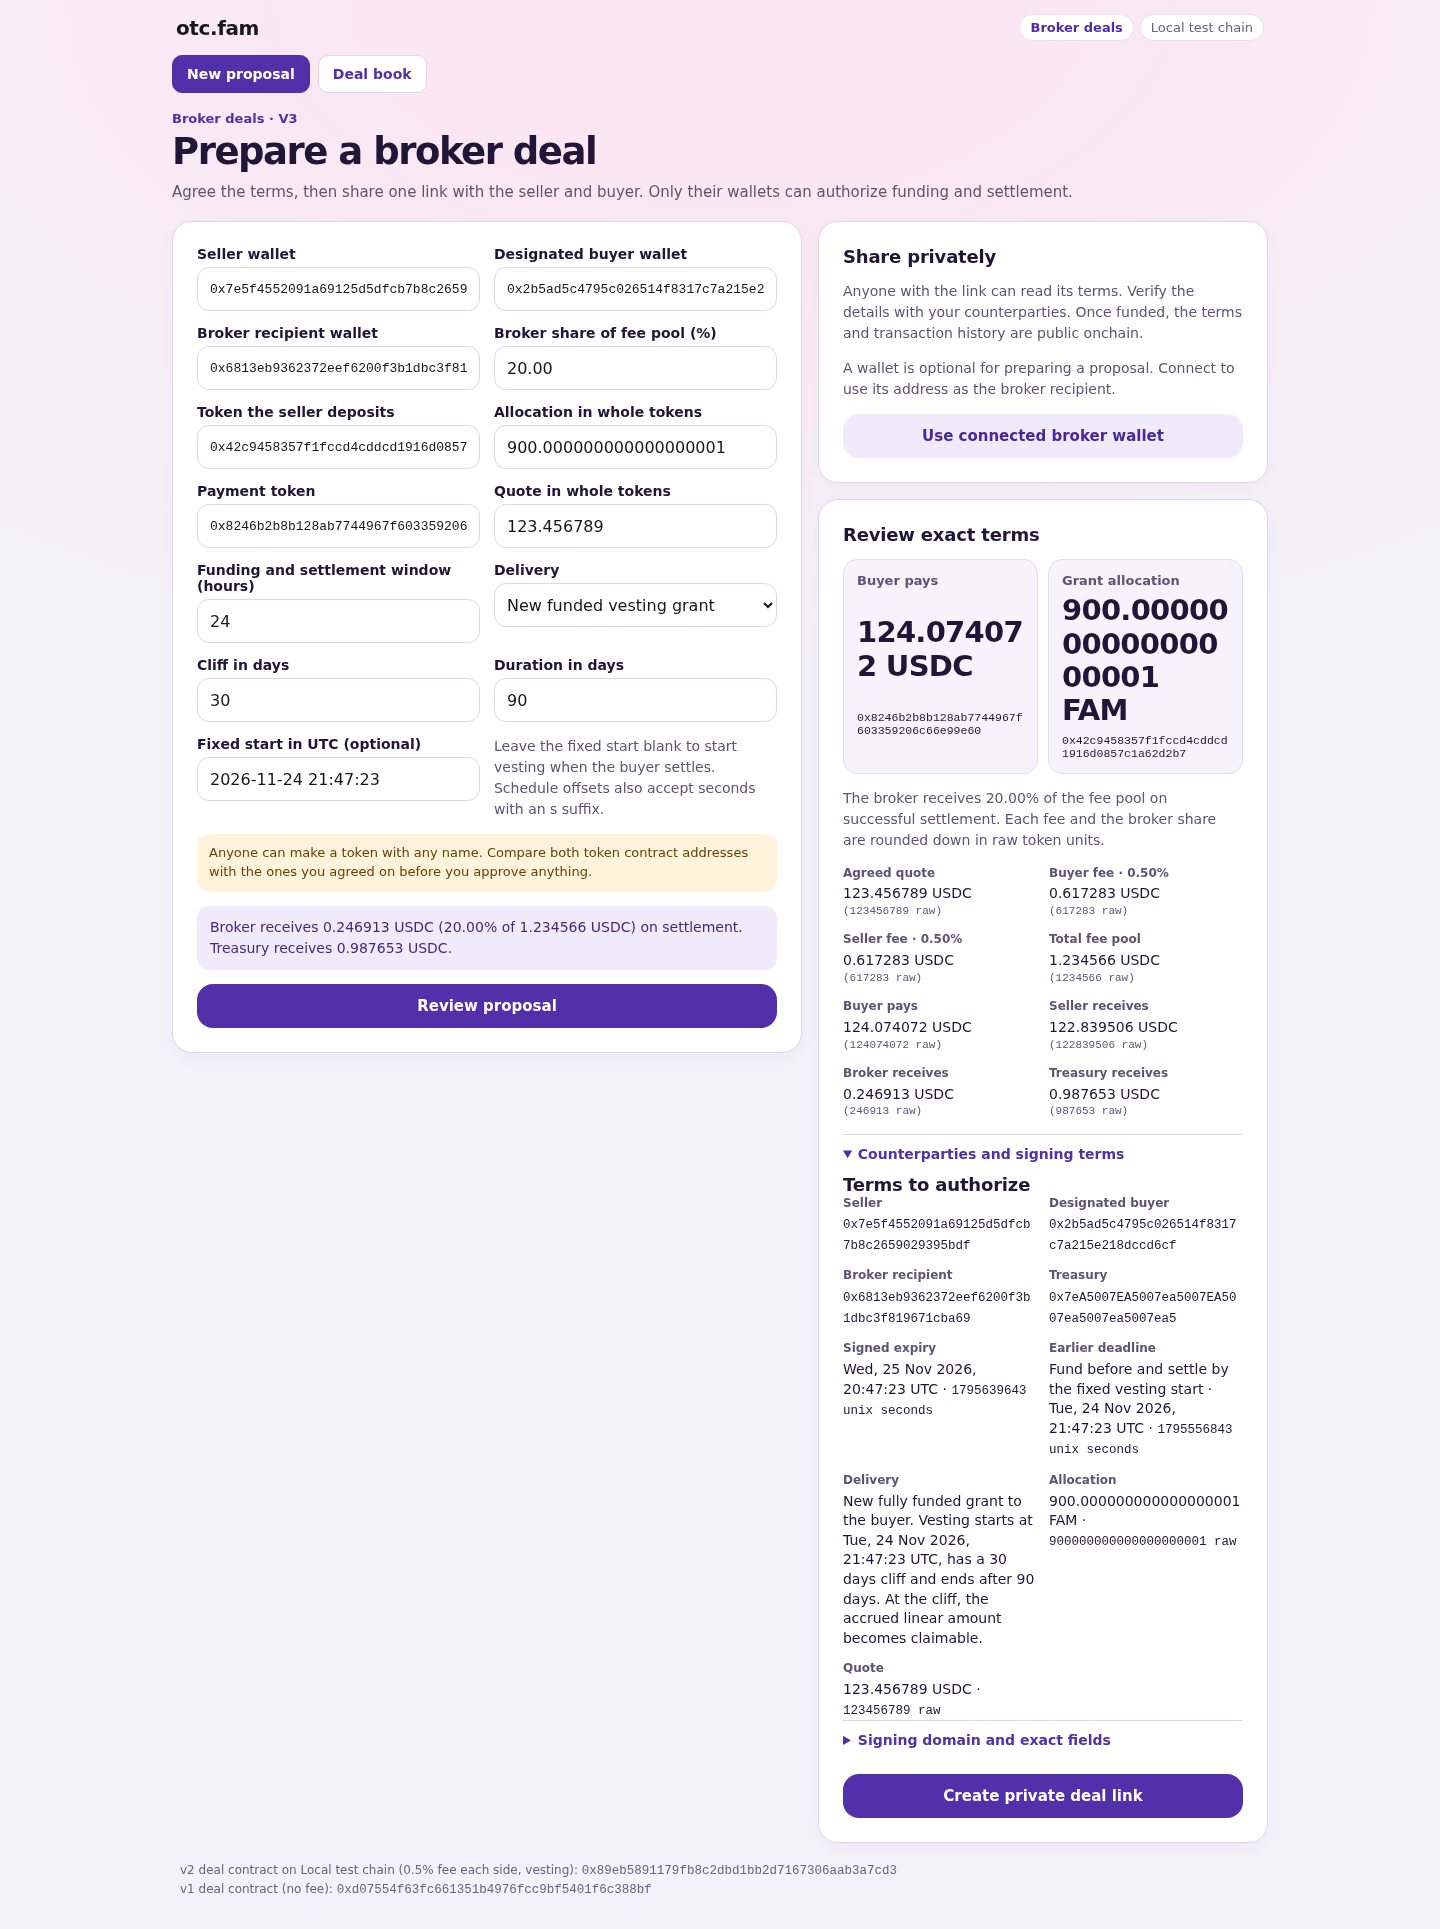 otc.fam
Broker deals
Local test chain
New proposal
Deal book
Broker deals · V3
Prepare a broker deal
Agree the terms, then share one link with the seller and buyer. Only their wallets can authorize funding and settlement.
Seller wallet
0x7e5f4552091a69125d5dfcb7b8c2659
Designated buyer wallet
0x2b5ad5c4795c026514f8317c7a215e2
Broker recipient wallet
0x6813eb9362372eef6200f3b1dbc3f81
Broker share of fee pool (%)
20.00
Token the seller deposits
0x42c9458357f1fccd4cddcd1916d0857
Allocation in whole tokens
900.000000000000000001
Payment token
0x8246b2b8b128ab7744967f603359206
Quote in whole tokens
123.456789
Funding and settlement window
(hours)
24
Delivery
New funded vesting grant
Cliff in days
30
Duration in days
90
Fixed start in UTC (optional)
2026-11-24 21:47:23
Leave the fixed start blank to start
vesting when the buyer settles.
Schedule offsets also accept seconds
with an s suffix.
Anyone can make a token with any name. Compare both token contract addresses
with the ones you agreed on before you approve anything.
Broker receives 0.246913 USDC (20.00% of 1.234566 USDC) on settlement.
Treasury receives 0.987653 USDC.
Review proposal
Share privately
Anyone with the link can read its terms. Verify the
details with your counterparties. Once funded, the terms
and transaction history are public onchain.
A wallet is optional for preparing a proposal. Connect to
use its address as the broker recipient.
Use connected broker wallet
Review exact terms
Buyer pays
124.07407
2 USDC
0x8246b2b8b128ab7744967f
603359206c66e99e60
Grant allocation
900.00000
00000000
00001
FAM
0x42c9458357f1fccd4cddcd
1916d0857c1a62d2b7
The broker receives 20.00% of the fee pool on
successful settlement. Each fee and the broker share
are rounded down in raw token units.
Agreed quote
123.456789 USDC
(123456789 raw)
Buyer fee · 0.50%
0.617283 USDC
(617283 raw)
Seller fee · 0.50%
0.617283 USDC
(617283 raw)
Total fee pool
1.234566 USDC
(1234566 raw)
Buyer pays
124.074072 USDC
(124074072 raw)
Seller receives
122.839506 USDC
(122839506 raw)
Broker receives
0.246913 USDC
(246913 raw)
Treasury receives
0.987653 USDC
(987653 raw)
▼ Counterparties and signing terms
Terms to authorize
Seller
0x7e5f4552091a69125d5dfcb
7b8c2659029395bdf
Designated buyer
0x2b5ad5c4795c026514f8317
c7a215e218dccd6cf
Broker recipient
0x6813eb9362372eef6200f3b
1dbc3f819671cba69
Treasury
0x7eA5007EA5007ea5007EA50
07ea5007ea5007ea5
Signed expiry
Wed, 25 Nov 2026,
20:47:23 UTC · 1795639643
unix seconds
Earlier deadline
Fund before and settle by
the fixed vesting start ·
Tue, 24 Nov 2026,
21:47:23 UTC · 1795556843
unix seconds
Delivery
New fully funded grant to
the buyer. Vesting starts at
Tue, 24 Nov 2026,
21:47:23 UTC, has a 30
days cliff and ends after 90
days. At the cliff, the
accrued linear amount
becomes claimable.
Allocation
900.000000000000000001
FAM ·
900000000000000000001 raw
Quote
123.456789 USDC ·
123456789 raw
▶ Signing domain and exact fields
Create private deal link
v2 deal contract on Local test chain (0.5% fee each side, vesting): 0x89eb5891179fb8c2dbd1bb2d7167306aab3a7cd3
v1 deal contract (no fee): 0xd07554f63fc661351b4976fcc9bf5401f6c388bf